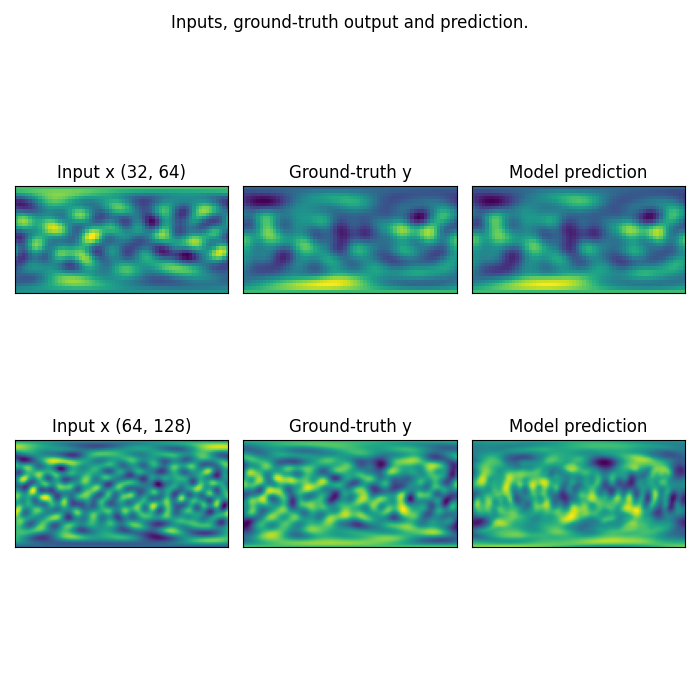 Inputs, ground-truth output and prediction.
Input x (32, 64)
Ground-truth y
Model prediction
Input x (64, 128)
Ground-truth y
Model prediction